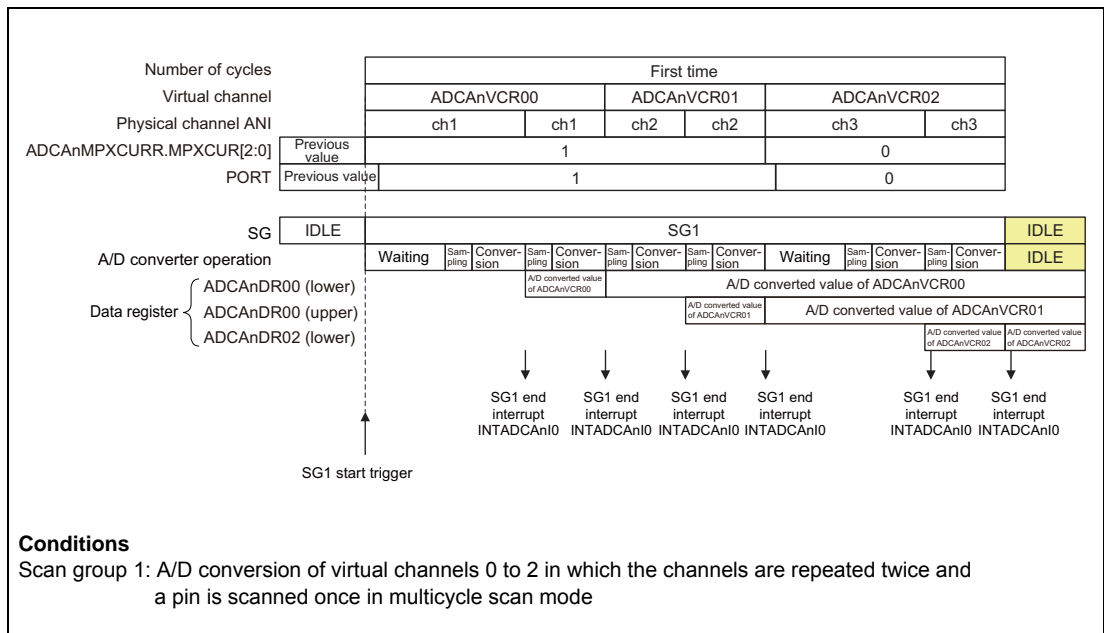 Number of cycles First time
Virtual channel ADCAnVCR00 ADCAnVCR01 ADCAnVCR02
Physical channel ANI ch1 ch1 ch2 ch2 ch3 ch3
ADCAnMPXCURR.MPXCUR[2:0] Previous value 1 0
PORT Previous value 1 0
SG IDLE SG1 IDLE
A/D converter operation Waiting Sam-pling Conver-sion Sam-pling Conver-sion Sam-pling Conver-sion Sam-pling Conver-sion Waiting Sam-pling Conver-sion Sam-pling Conver-sion IDLE
Data register
ADCAnDR00 (lower) A/D converted value of ADCAnVCR00 A/D converted value of ADCAnVCR00
ADCAnDR00 (upper) A/D converted value of ADCAnVCR01 A/D converted value of ADCAnVCR01
ADCAnDR02 (lower) A/D converted value of ADCAnVCR02 A/D converted value of ADCAnVCR02
SG1 end SG1 end SG1 end SG1 end SG1 end SG1 end
interrupt interrupt interrupt interrupt interrupt interrupt
INTADCAnI0 INTADCAnI0 INTADCAnI0 INTADCAnI0 INTADCAnI0 INTADCAnI0
SG1 start trigger
Conditions
Scan group 1: A/D conversion of virtual channels 0 to 2 in which the channels are repeated twice and
a pin is scanned once in multicycle scan mode